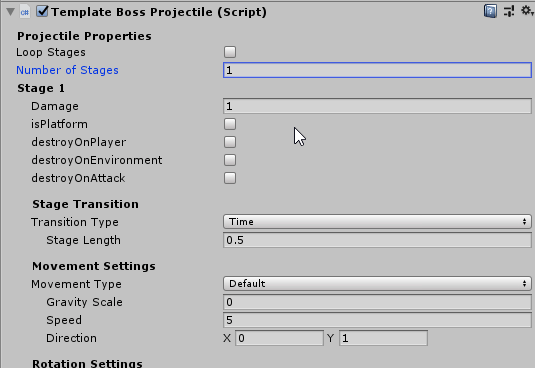 Template Boss Projectile (Script)
Projectile Properties
Loop Stages
Number of Stages 1
Stage 1
Damage 1
isPlatform
destroyOnPlayer
destroyOnEnvironment
destroyOnAttack
Stage Transition
Transition Type Time
Stage Length 0.5
Movement Settings
Movement Type Default
Gravity Scale 0
Speed 5
Direction X 0 Y 1
Rotation Settings